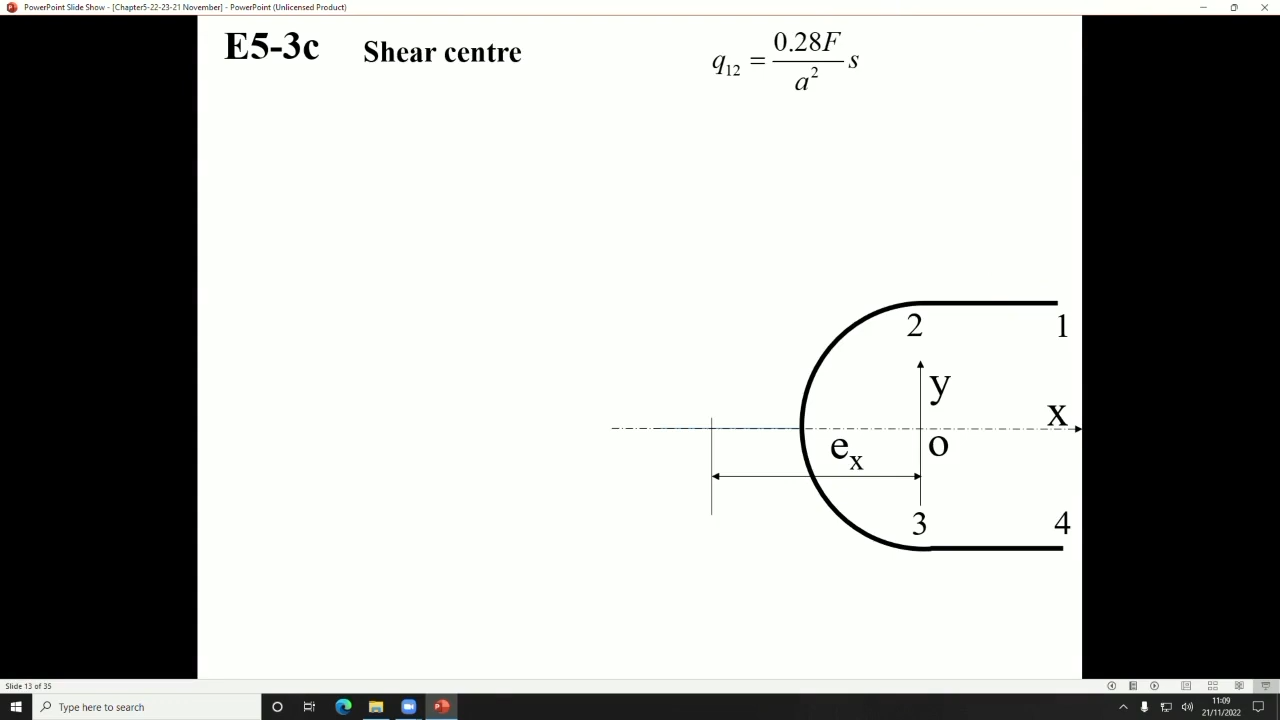 PowerPoint Slide Show - [Chapter5-22-23-21 November] - PowerPoint (Unlicensed Product)
E5-3c Shear centre
q₁₂ = 0.28F/a² s
2 1
y
x
eₓ o
3 4
Slide 13 of 35
Type here to search
11:09
21/11/2022